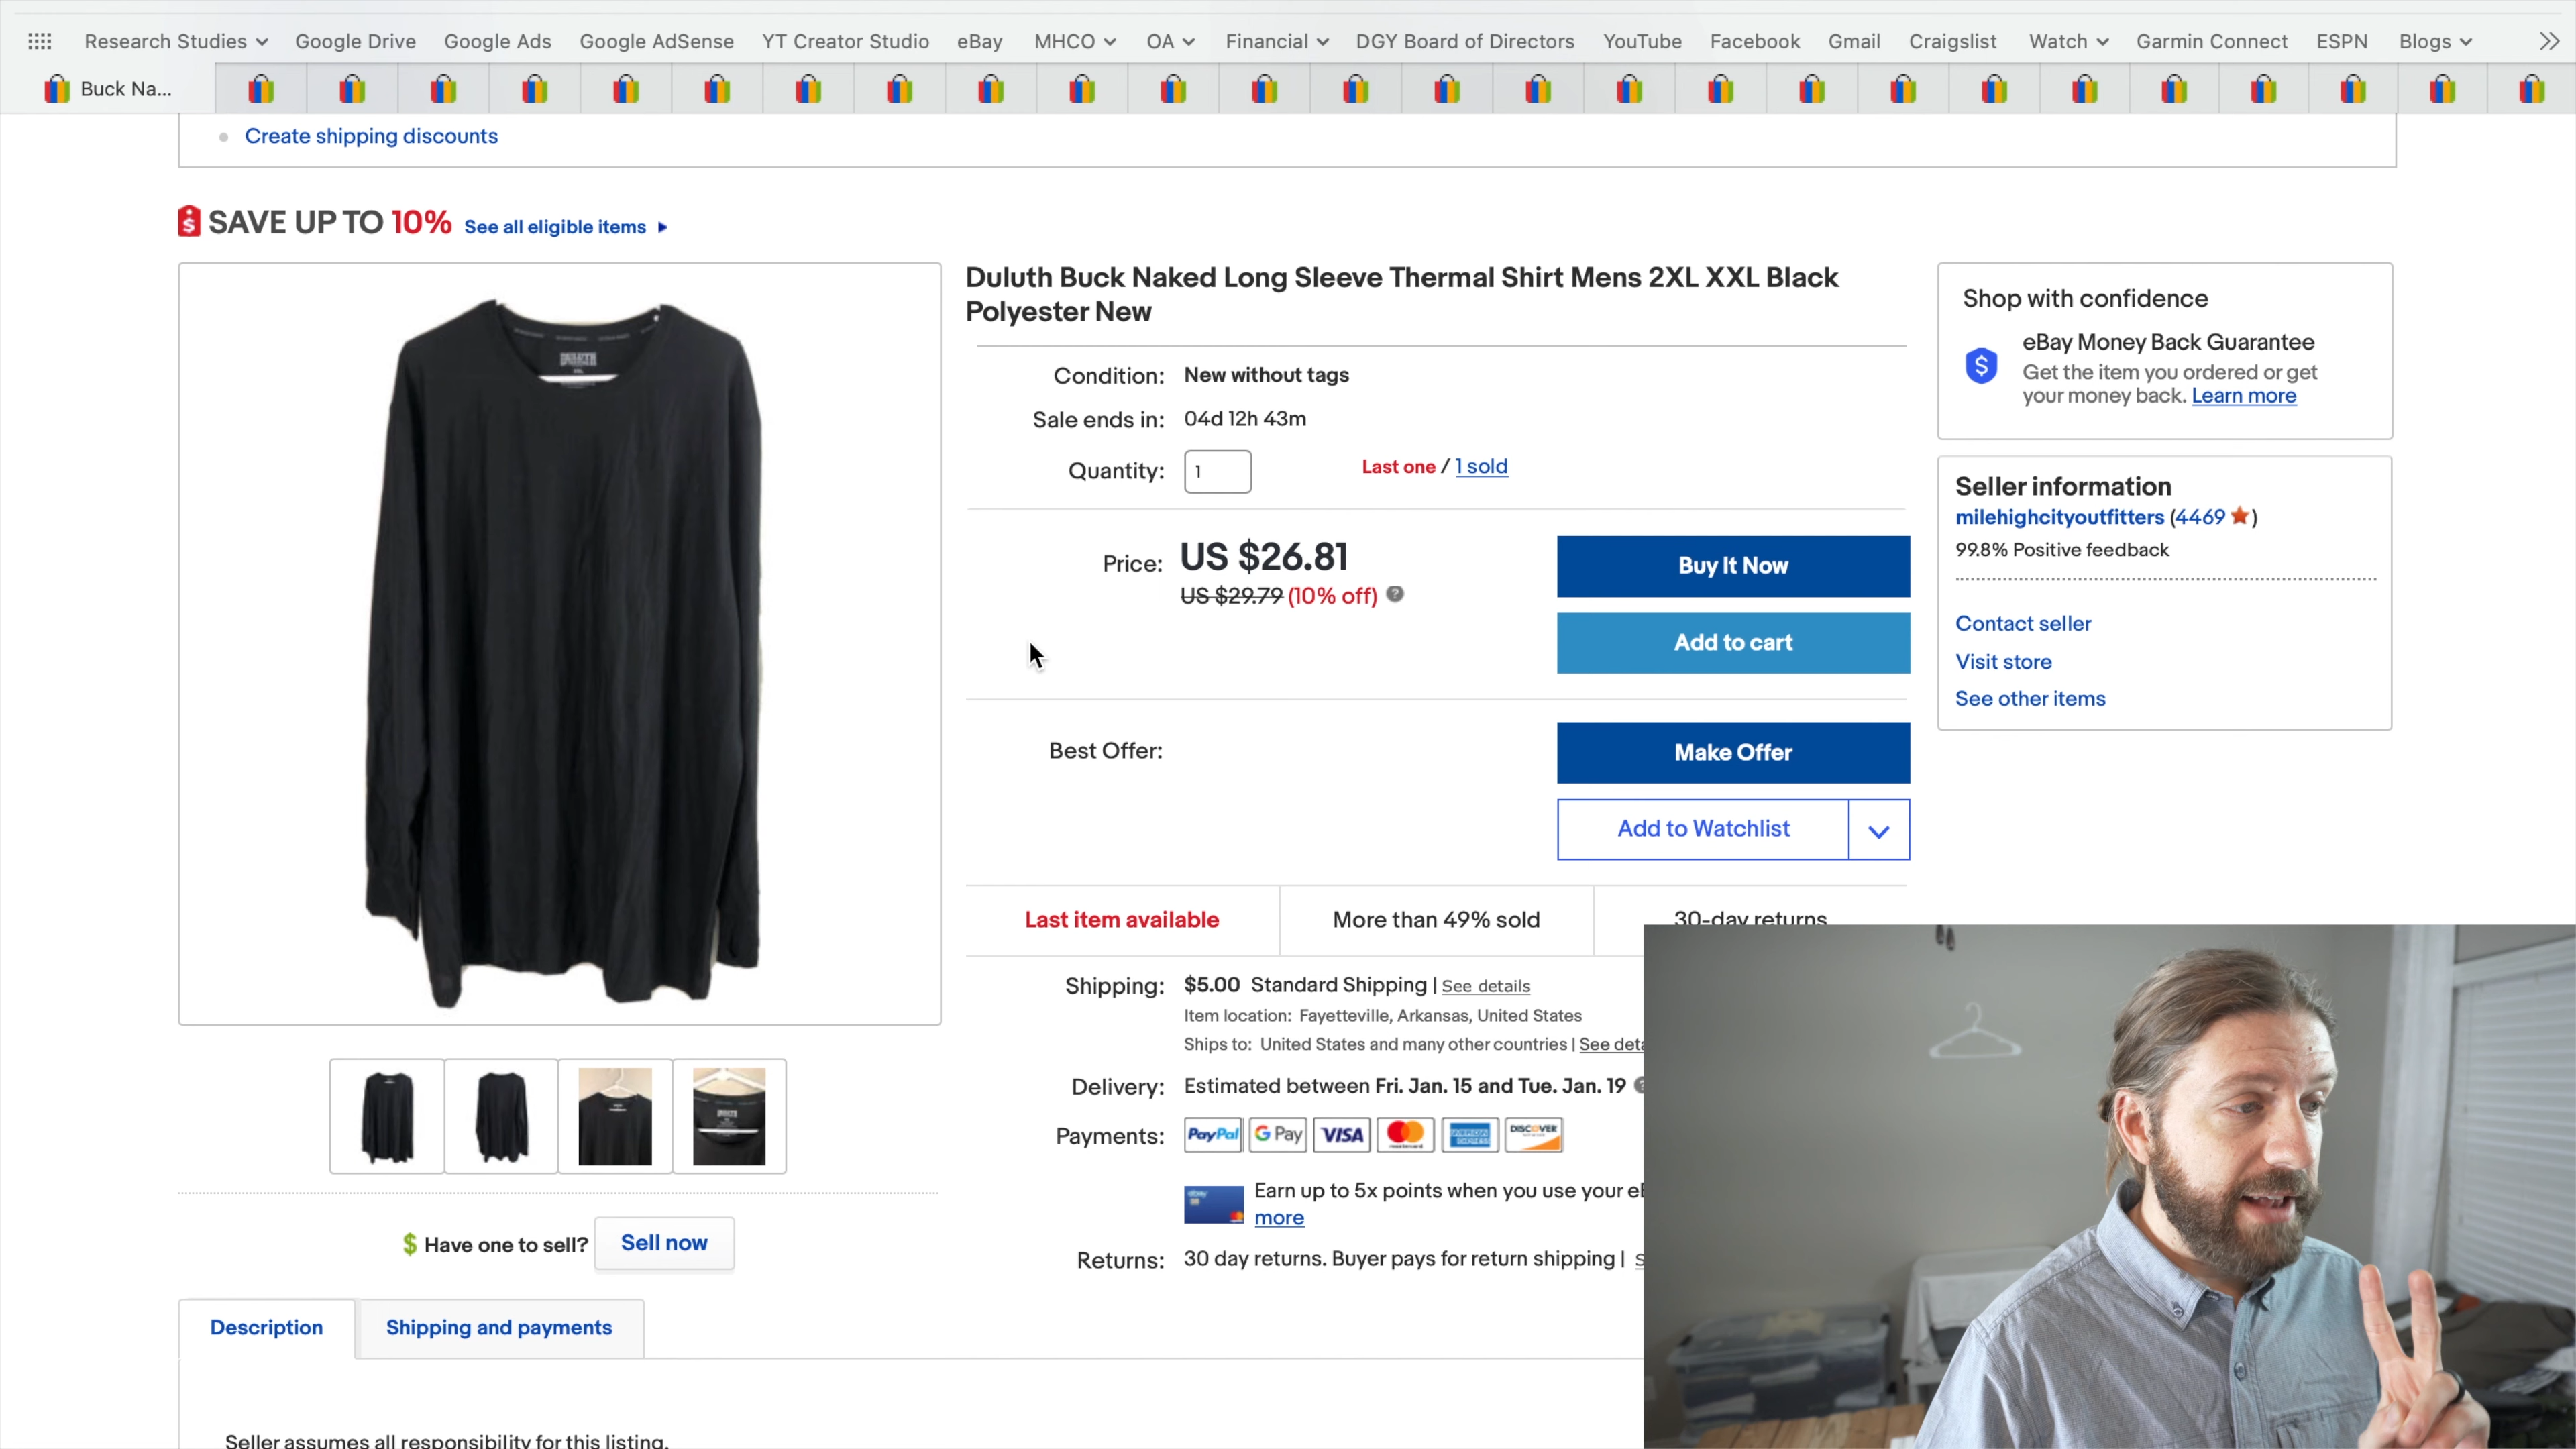 Research Studies Google Drive Google Ads Google AdSense YT Creator Studio eBay MHCO OA Financial DGY Board of Directors YouTube Facebook Gmail Craigslist Watch Garmin Connect ESPN Blogs
Buck Na...
Create shipping discounts
SAVE UP TO 10% See all eligible items
Duluth Buck Naked Long Sleeve Thermal Shirt Mens 2XL XXL Black
Polyester New
Condition: New without tags
Sale ends in: 04d 12h 43m
Quantity: 1 Last one / 1 sold
Price: US $26.81
US $29.79 (10% off)
Buy It Now
Add to cart
Best Offer:
Make Offer
Add to Watchlist
Last item available More than 49% sold 30-day returns
Shipping: $5.00 Standard Shipping | See details
Item location: Fayetteville, Arkansas, United States
Ships to: United States and many other countries | See deta
Delivery: Estimated between Fri. Jan. 15 and Tue. Jan. 19
Payments: PayPal G Pay VISA mastercard AMERICAN EXPRESS DISCOVER
ebay
Earn up to 5x points when you use your eB
more
Returns: 30 day returns. Buyer pays for return shipping | S
Shop with confidence
eBay Money Back Guarantee
Get the item you ordered or get
your money back. Learn more
Seller information
milehighcityoutfitters (4469)
99.8% Positive feedback
Contact seller
Visit store
See other items
DULUTH
Have one to sell? Sell now
Description Shipping and payments
Seller assumes all responsibility for this listing.